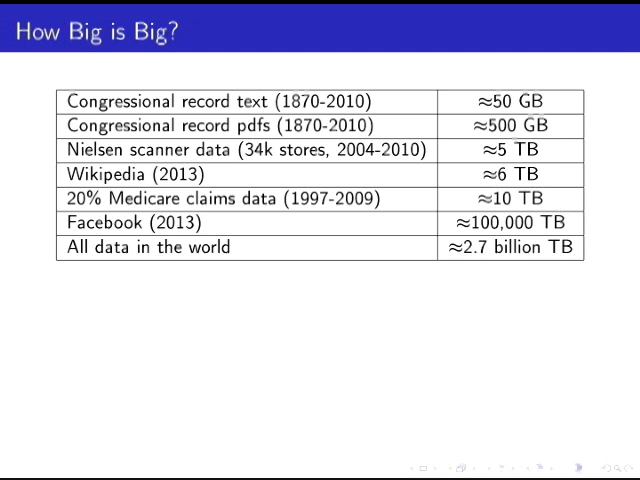 How Big is Big?
Congressional record text (1870-2010) ≈50 GB
Congressional record pdfs (1870-2010) ≈500 GB
Nielsen scanner data (34k stores, 2004-2010) ≈5 TB
Wikipedia (2013) ≈6 TB
20% Medicare claims data (1997-2009) ≈10 TB
Facebook (2013) ≈100,000 TB
All data in the world ≈2.7 billion TB